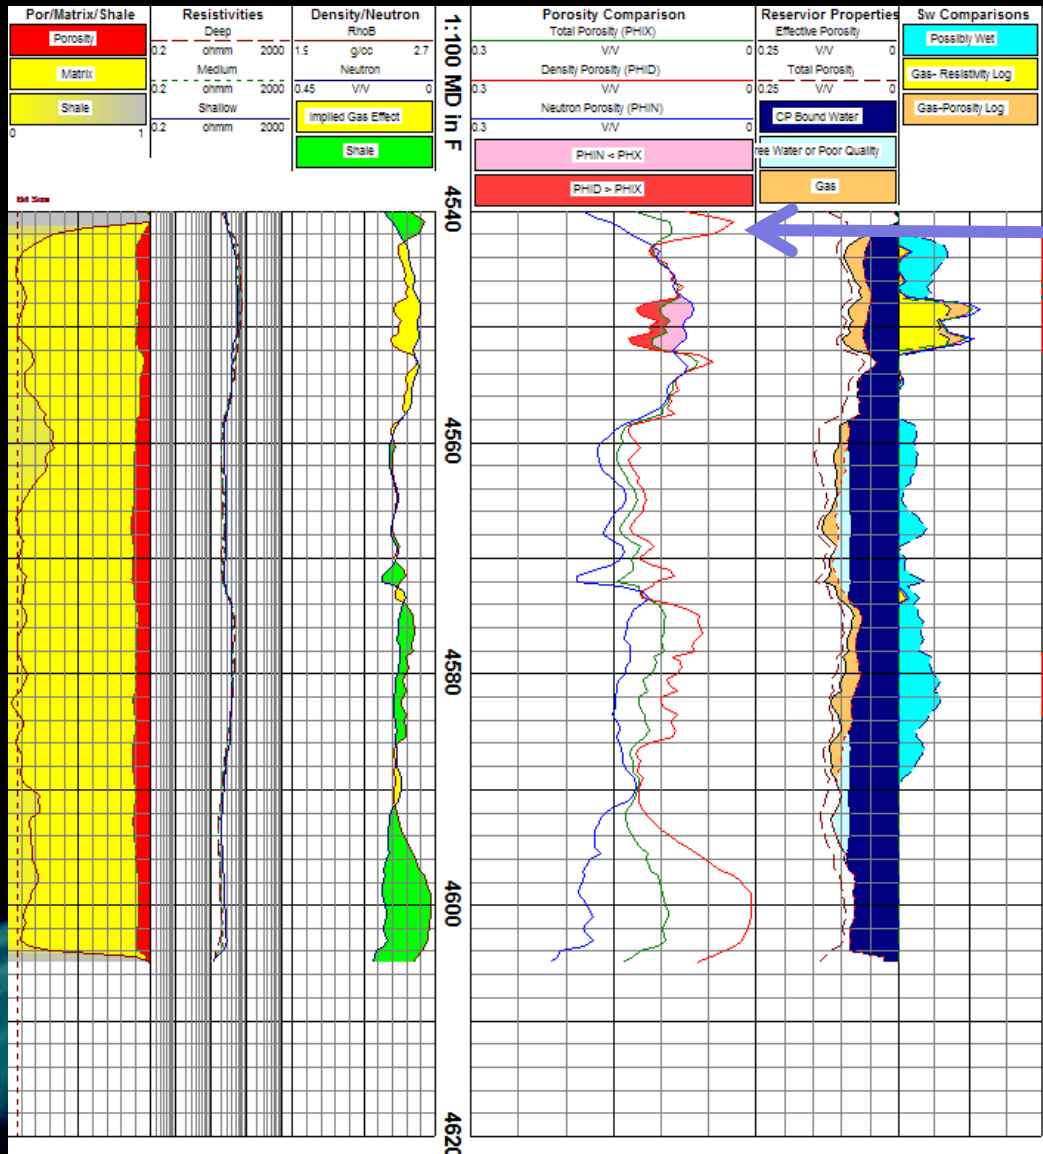 Por/Matrix/Shale
Porosity
Matrix
Shale
0 1
Resistivities
Deep
0.2 ohmm 2000
Medium
0.2 ohmm 2000
Shallow
0.2 ohmm 2000
Density/Neutron
RhoB
1.9 g/cc 2.7
Neutron
0.45 V/V 0
Implied Gas Effect
Shale
1:100 MD in F
Porosity Comparison
Total Porosity (PHIX)
0.3 V/V 0
Density Porosity (PHID)
0.3 V/V 0
Neutron Porosity (PHIN)
0.3 V/V 0
PHIN < PHX
PHID > PHIX
Reservior Properties
Effective Porosity
0.25 V/V 0
Total Porosity
0.25 V/V 0
CP Bound Water
ree Water or Poor Quality
Gas
Sw Comparisons
Possibly Wet
Gas- Resistivity Log
Gas-Porosity Log
4540
4560
4580
4600
4620